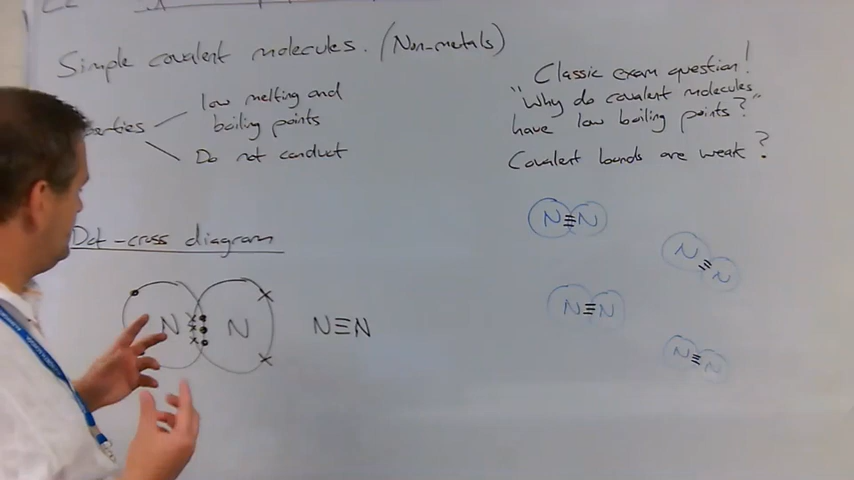 Simple covalent molecules. (Non-metals)
low melting and
boiling points
Do not conduct
Dot-cross diagram
N N N≡N
Classic exam question!
"Why do covalent molecules
have low boiling points?"
Covalent bonds are weak?
N≡N
N≡N
N≡N
N≡N